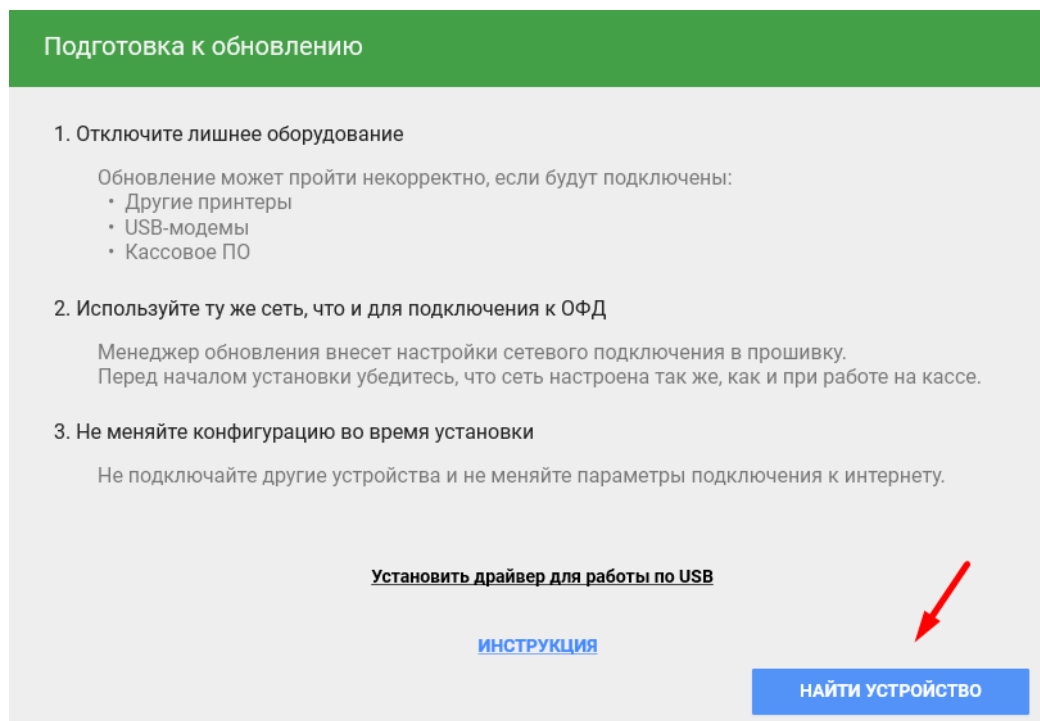 Подготовка к обновлению
1. Отключите лишнее оборудование
Обновление может пройти некорректно, если будут подключены:
• Другие принтеры
• USB-модемы
• Кассовое ПО
2. Используйте ту же сеть, что и для подключения к ОФД
Менеджер обновления внесет настройки сетевого подключения в прошивку.
Перед началом установки убедитесь, что сеть настроена так же, как и при работе на кассе.
3. Не меняйте конфигурацию во время установки
Не подключайте другие устройства и не меняйте параметры подключения к интернету.
Установить драйвер для работы по USB
ИНСТРУКЦИЯ
НАЙТИ УСТРОЙСТВО